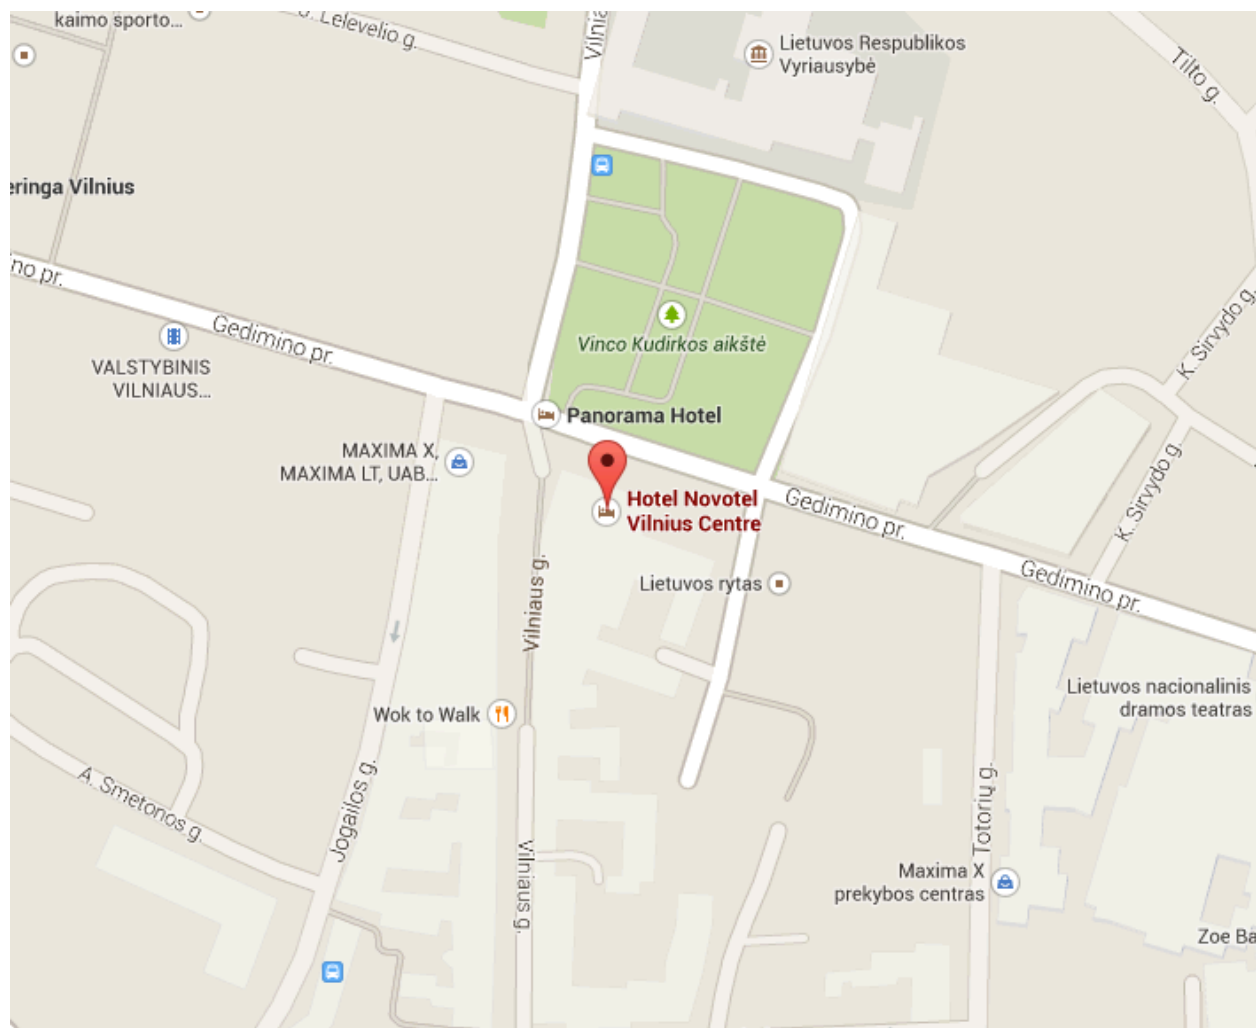 kaimo sporto...
J. Lelevelio g.
Lietuvos Respublikos
Vyriausybė
Tilto g.
eringa Vilnius
Vilnia
ino pr.
Gedimino pr.
K. Sirvydo g.
VALSTYBINIS
VILNIAUS...
Vinco Kudirkos aikštė
Panorama Hotel
MAXIMA X,
MAXIMA LT, UAB...
Hotel Novotel
Vilnius Centre
Gedimino pr.
K. Sirvydo g.
Lietuvos rytas
Gedimino pr.
Vilniaus g.
Wok to Walk
Lietuvos nacionalinis
dramos teatras
A. Smetonos g.
Jogailos g.
Vilniaus g.
Totorių g.
Maxima X
prekybos centras
Zoe Ba